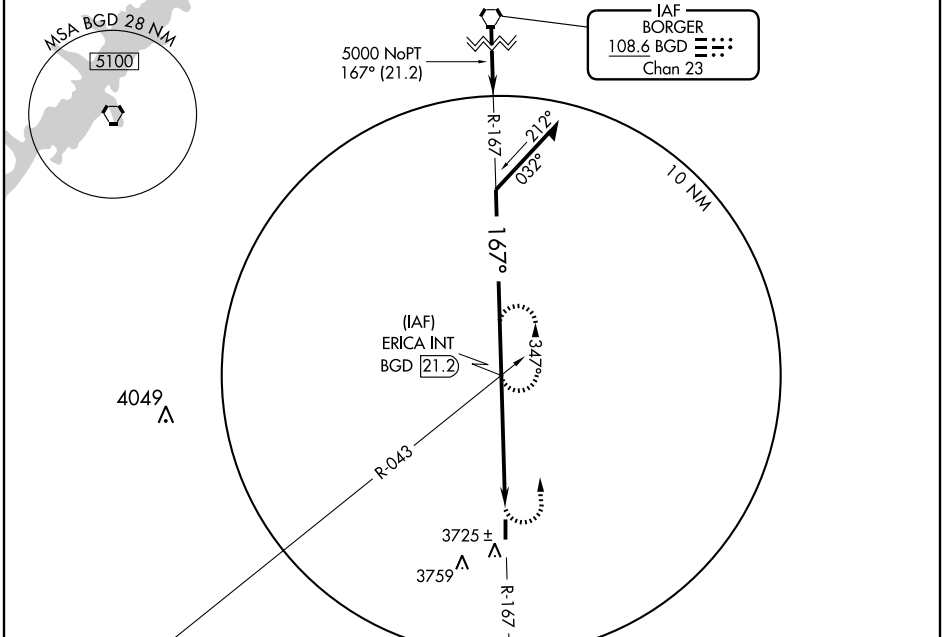 MSA BGD 28 NM
5100
5000 NoPT
167° (21.2)
IAF
BORGER
108.6 BGD
Chan 23
R-167
212°
032°
10 NM
167°
(IAF)
ERICA INT
BGD 21.2
347°
4049
R-043
3725 ±
3759
R-167